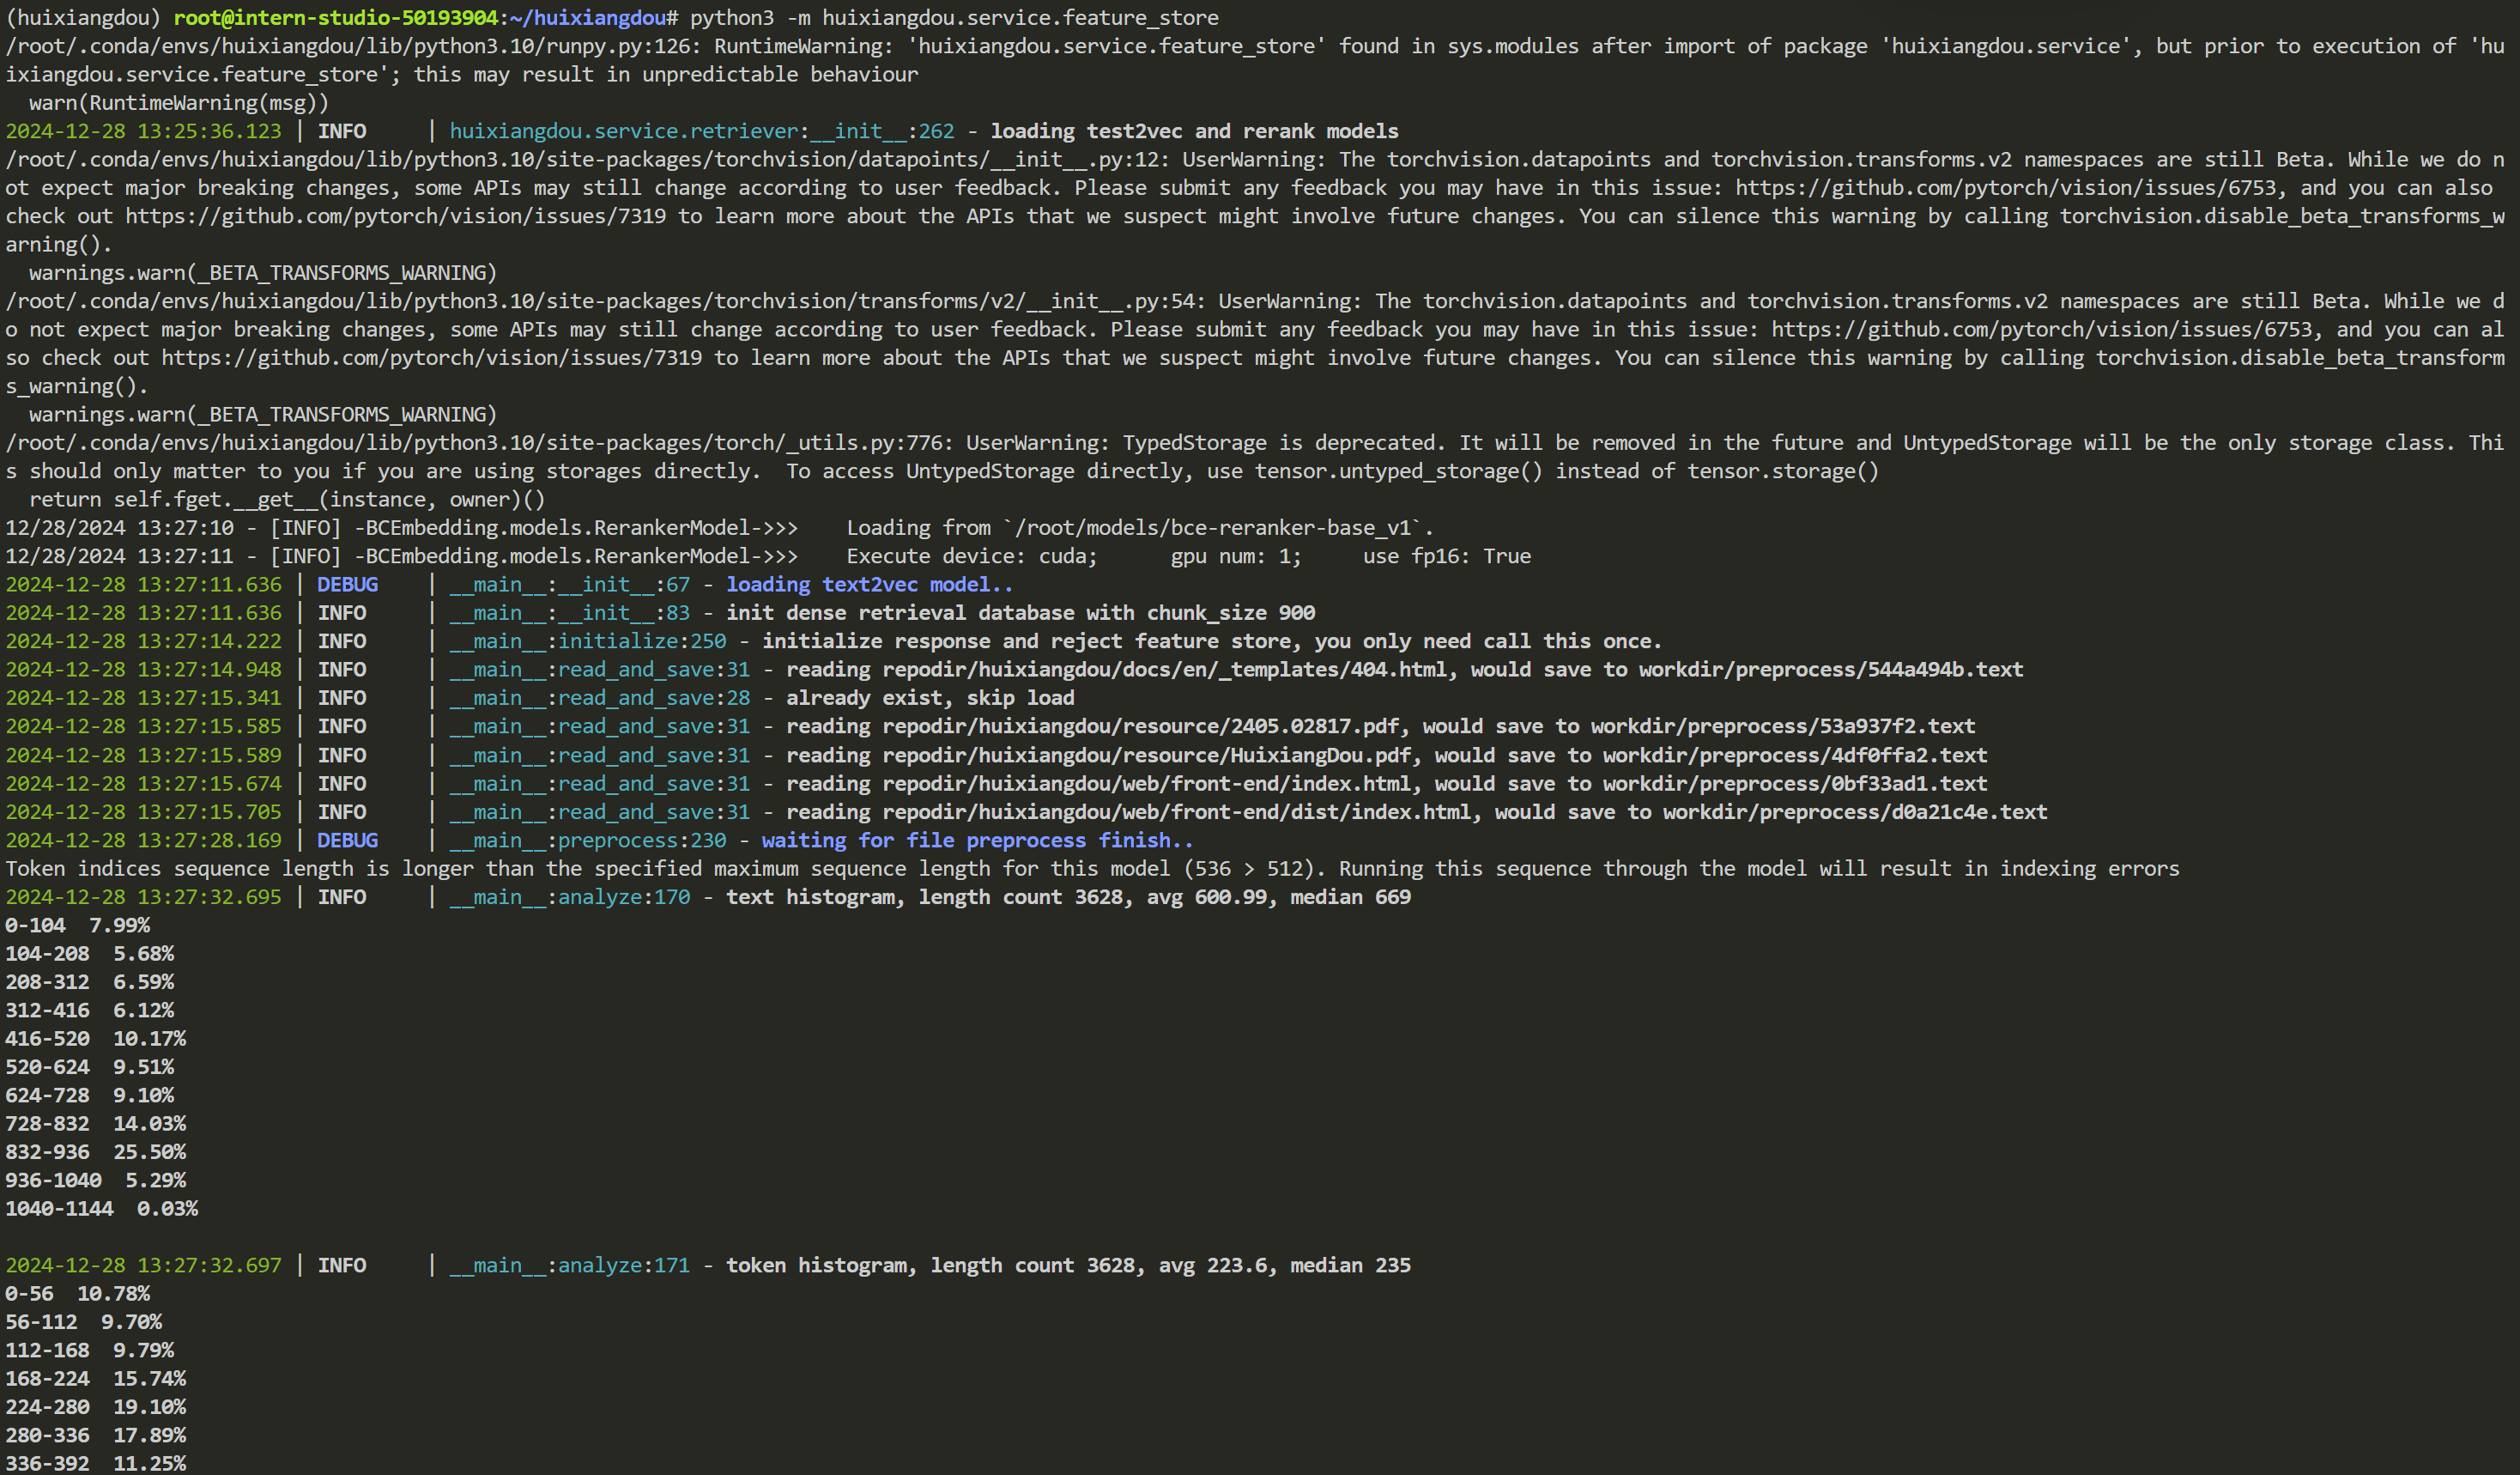 (huixiangdou) root@intern-studio-50193904:~/huixiangdou# python3 -m huixiangdou.service.feature_store
/root/.conda/envs/huixiangdou/lib/python3.10/runpy.py:126: RuntimeWarning: 'huixiangdou.service.feature_store' found in sys.modules after import of package 'huixiangdou.service', but prior to execution of 'hu
ixiangdou.service.feature_store'; this may result in unpredictable behaviour
  warn(RuntimeWarning(msg))
2024-12-28 13:25:36.123 | INFO     | huixiangdou.service.retriever:__init__:262 - loading test2vec and rerank models
/root/.conda/envs/huixiangdou/lib/python3.10/site-packages/torchvision/datapoints/__init__.py:12: UserWarning: The torchvision.datapoints and torchvision.transforms.v2 namespaces are still Beta. While we do n
ot expect major breaking changes, some APIs may still change according to user feedback. Please submit any feedback you may have in this issue: https://github.com/pytorch/vision/issues/6753, and you can also
check out https://github.com/pytorch/vision/issues/7319 to learn more about the APIs that we suspect might involve future changes. You can silence this warning by calling torchvision.disable_beta_transforms_w
arning().
  warnings.warn(_BETA_TRANSFORMS_WARNING)
/root/.conda/envs/huixiangdou/lib/python3.10/site-packages/torchvision/transforms/v2/__init__.py:54: UserWarning: The torchvision.datapoints and torchvision.transforms.v2 namespaces are still Beta. While we d
o not expect major breaking changes, some APIs may still change according to user feedback. Please submit any feedback you may have in this issue: https://github.com/pytorch/vision/issues/6753, and you can al
so check out https://github.com/pytorch/vision/issues/7319 to learn more about the APIs that we suspect might involve future changes. You can silence this warning by calling torchvision.disable_beta_transform
s_warning().
  warnings.warn(_BETA_TRANSFORMS_WARNING)
/root/.conda/envs/huixiangdou/lib/python3.10/site-packages/torch/_utils.py:776: UserWarning: TypedStorage is deprecated. It will be removed in the future and UntypedStorage will be the only storage class. Thi
s should only matter to you if you are using storages directly.  To access UntypedStorage directly, use tensor.untyped_storage() instead of tensor.storage()
  return self.fget.__get__(instance, owner)()
12/28/2024 13:27:10 - [INFO] -BCEmbedding.models.RerankerModel->>>    Loading from `/root/models/bce-reranker-base_v1`.
12/28/2024 13:27:11 - [INFO] -BCEmbedding.models.RerankerModel->>>    Execute device: cuda;      gpu num: 1;     use fp16: True
2024-12-28 13:27:11.636 | DEBUG    | __main__:__init__:67 - loading text2vec model..
2024-12-28 13:27:11.636 | INFO     | __main__:__init__:83 - init dense retrieval database with chunk_size 900
2024-12-28 13:27:14.222 | INFO     | __main__:initialize:250 - initialize response and reject feature store, you only need call this once.
2024-12-28 13:27:14.948 | INFO     | __main__:read_and_save:31 - reading repodir/huixiangdou/docs/en/_templates/404.html, would save to workdir/preprocess/544a494b.text
2024-12-28 13:27:15.341 | INFO     | __main__:read_and_save:28 - already exist, skip load
2024-12-28 13:27:15.585 | INFO     | __main__:read_and_save:31 - reading repodir/huixiangdou/resource/2405.02817.pdf, would save to workdir/preprocess/53a937f2.text
2024-12-28 13:27:15.589 | INFO     | __main__:read_and_save:31 - reading repodir/huixiangdou/resource/HuixiangDou.pdf, would save to workdir/preprocess/4df0ffa2.text
2024-12-28 13:27:15.674 | INFO     | __main__:read_and_save:31 - reading repodir/huixiangdou/web/front-end/index.html, would save to workdir/preprocess/0bf33ad1.text
2024-12-28 13:27:15.705 | INFO     | __main__:read_and_save:31 - reading repodir/huixiangdou/web/front-end/dist/index.html, would save to workdir/preprocess/d0a21c4e.text
2024-12-28 13:27:28.169 | DEBUG    | __main__:preprocess:230 - waiting for file preprocess finish..
Token indices sequence length is longer than the specified maximum sequence length for this model (536 > 512). Running this sequence through the model will result in indexing errors
2024-12-28 13:27:32.695 | INFO     | __main__:analyze:170 - text histogram, length count 3628, avg 600.99, median 669
0-104  7.99%
104-208  5.68%
208-312  6.59%
312-416  6.12%
416-520  10.17%
520-624  9.51%
624-728  9.10%
728-832  14.03%
832-936  25.50%
936-1040  5.29%
1040-1144  0.03%
2024-12-28 13:27:32.697 | INFO     | __main__:analyze:171 - token histogram, length count 3628, avg 223.6, median 235
0-56  10.78%
56-112  9.70%
112-168  9.79%
168-224  15.74%
224-280  19.10%
280-336  17.89%
336-392  11.25%